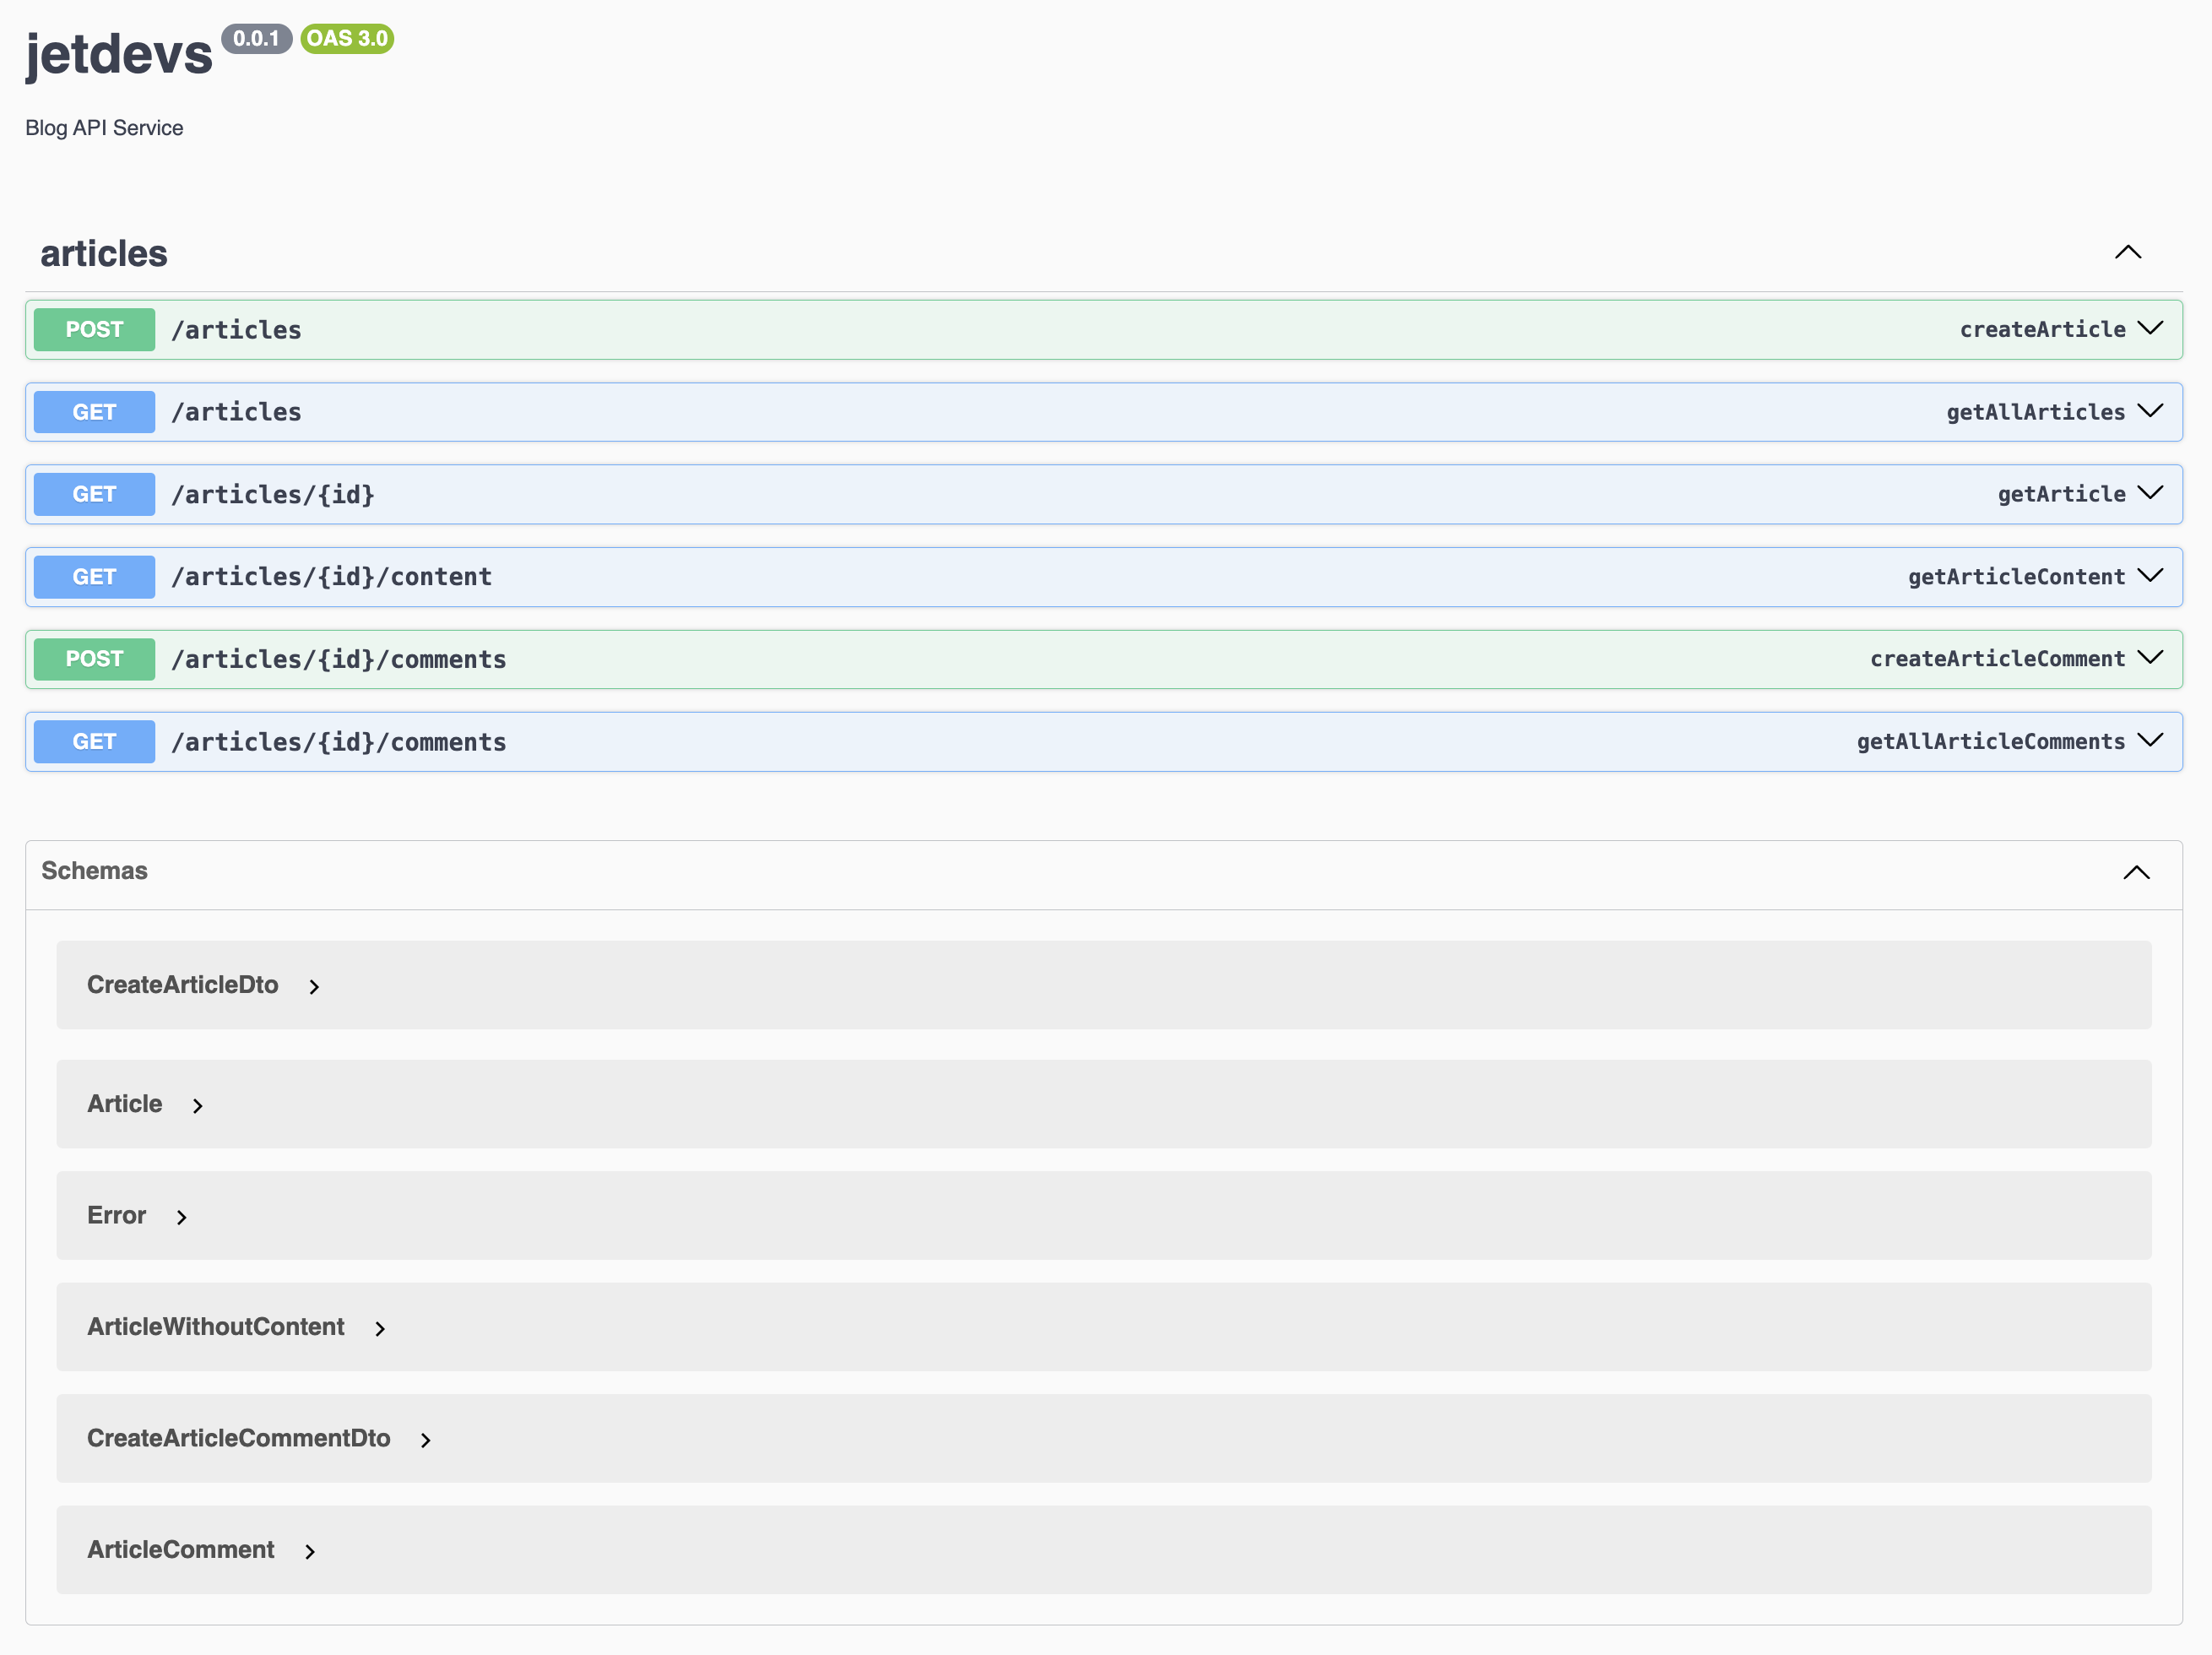 jetdevs 0.0.1 OAS 3.0
Blog API Service
articles
POST /articles createArticle
GET /articles getAllArticles
GET /articles/{id} getArticle
GET /articles/{id}/content getArticleContent
POST /articles/{id}/comments createArticleComment
GET /articles/{id}/comments getAllArticleComments
Schemas
CreateArticleDto
Article
Error
ArticleWithoutContent
CreateArticleCommentDto
ArticleComment